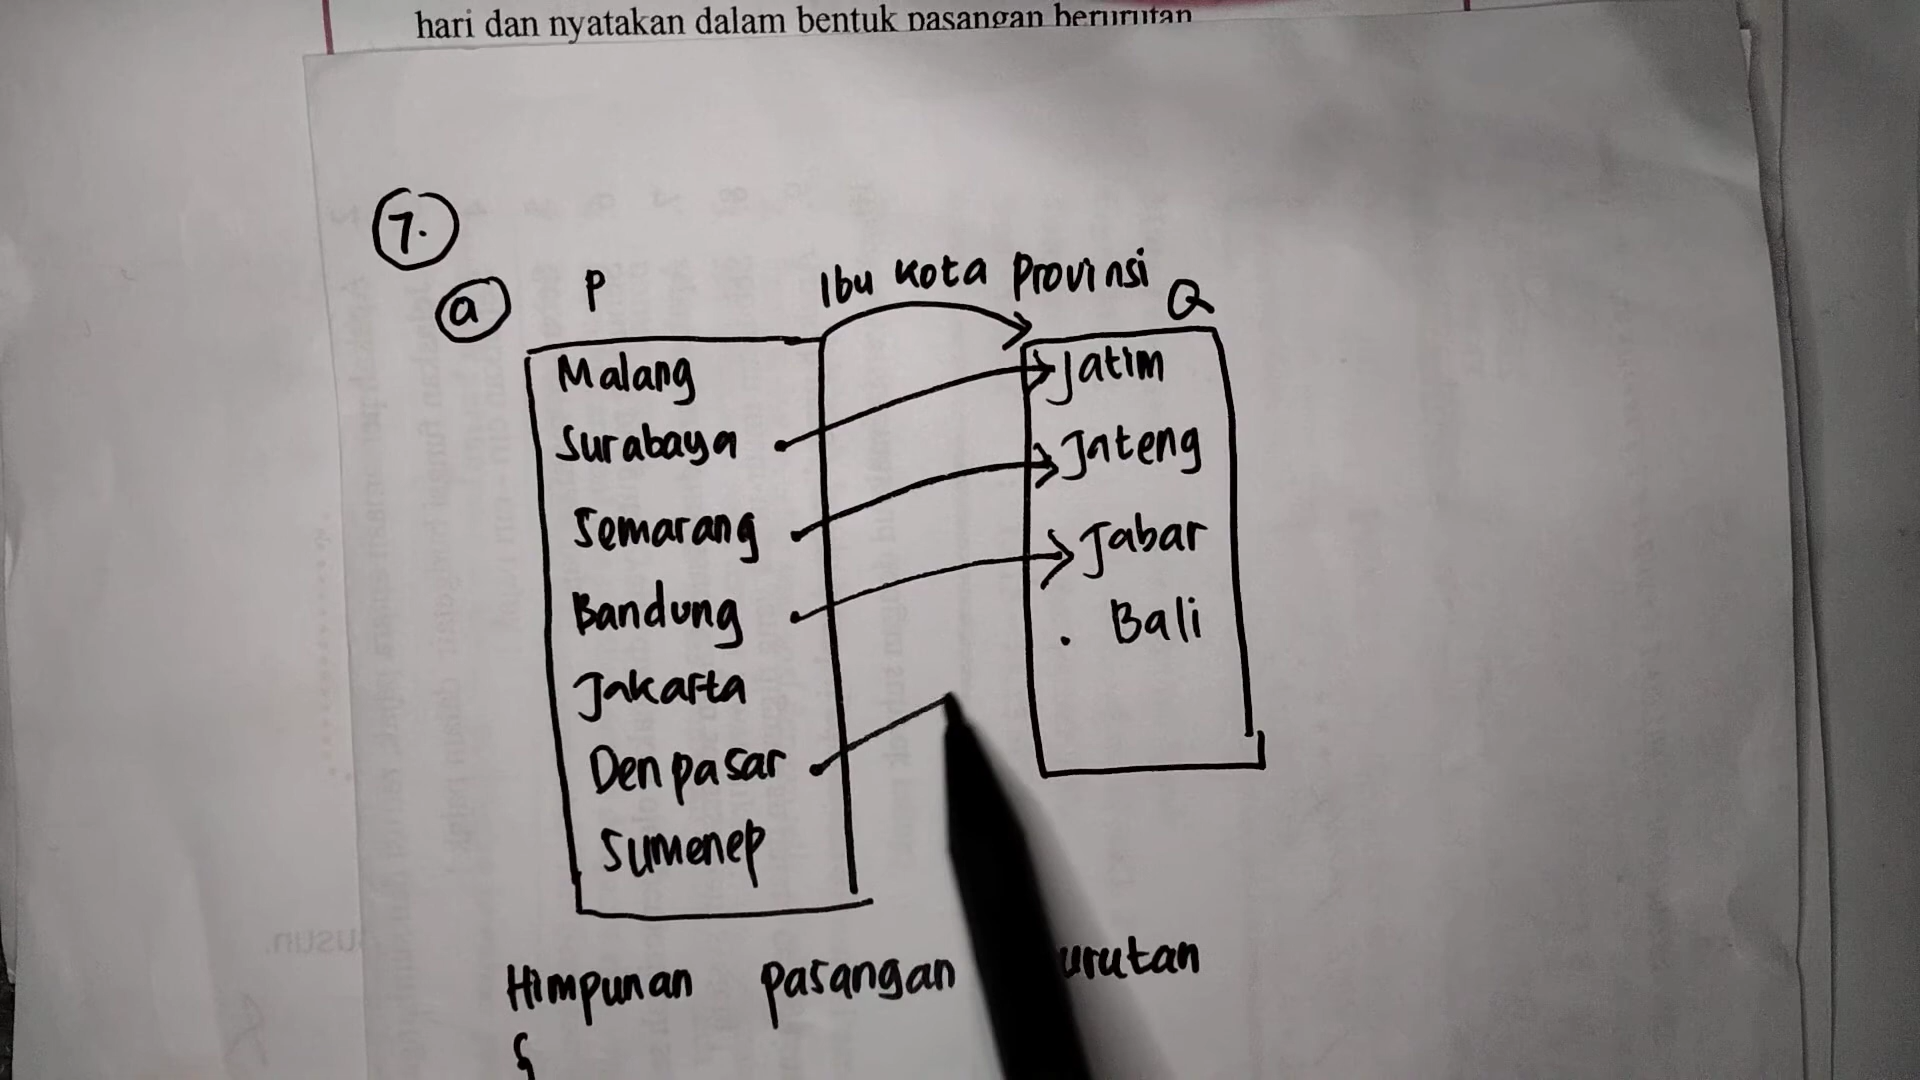 hari dan nyatakan dalam bentuk pasangan berurutan
7.
a P Ibu Kota Provinsi Q
Malang Jatim
Surabaya Jateng
Semarang Jabar
Bandung . Bali
Jakarta
Denpasar
Sumenep
Himpunan pasangan urutan
{